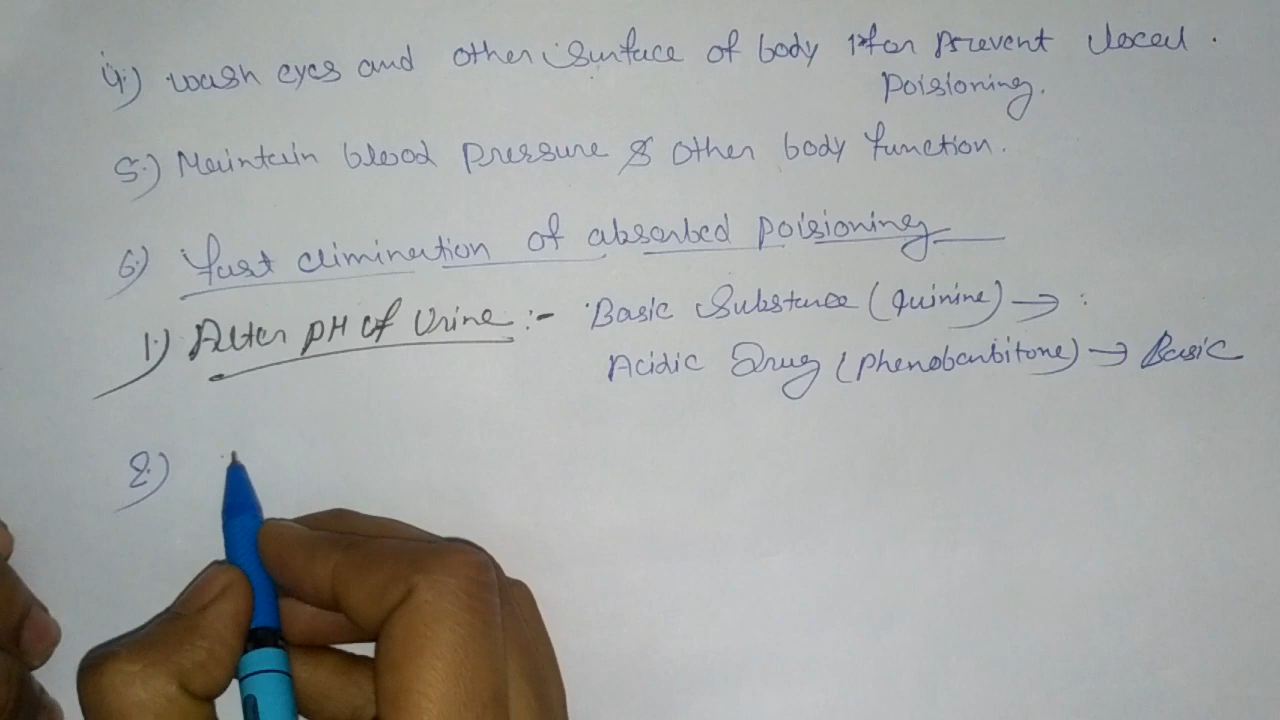 4.) wash eyes and other surface of body for prevent local
poisioning.
5.) Maintain blood pressure & other body function.
6) fast elimination of absorbed poisioning
1.) Alter pH of Urine :- Basic Substance (quinine) →
Acidic Drug (phenobarbitone) → Basic
2.)